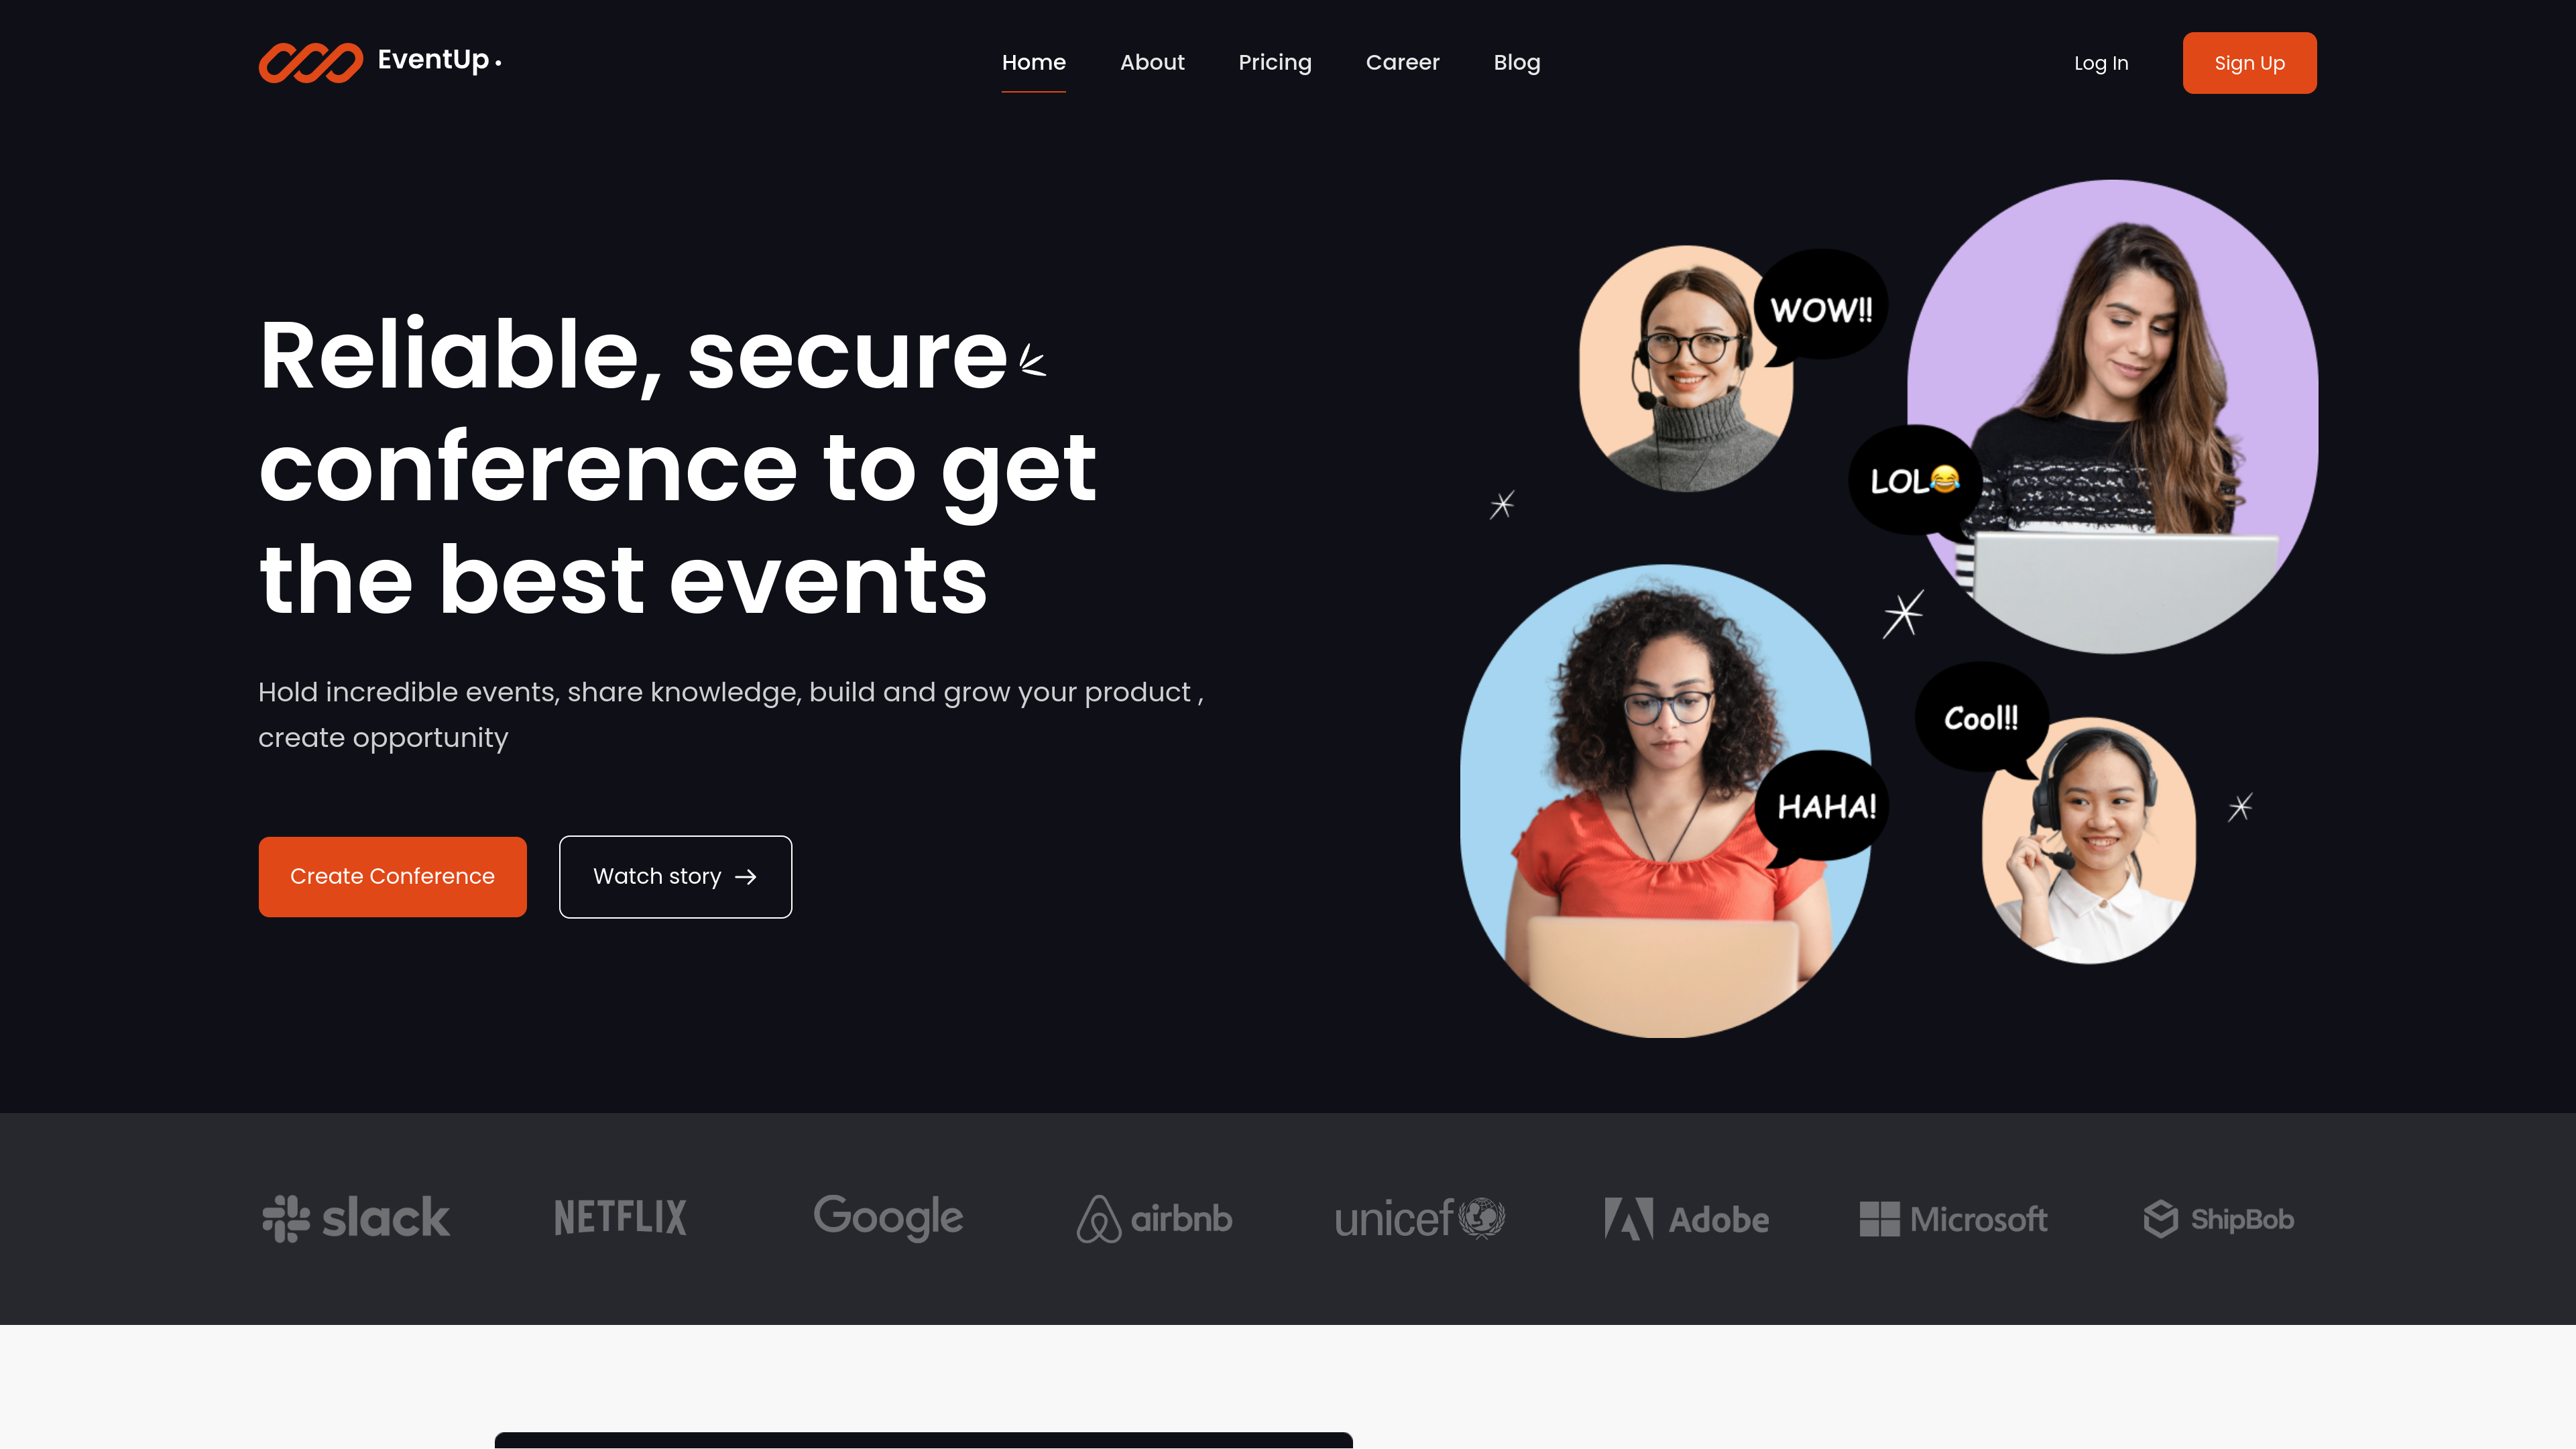 EventUp
Home
About
Pricing
Career
Blog
Log In
Sign Up
Reliable, secure
conference to get
the best events
Hold incredible events, share knowledge, build and grow your product ,
create opportunity
Create Conference
Watch story →
WOW!!
LOL😂
HAHA!
Cool!!
slack
NETFLIX
Google
airbnb
unicef
Adobe
Microsoft
ShipBob